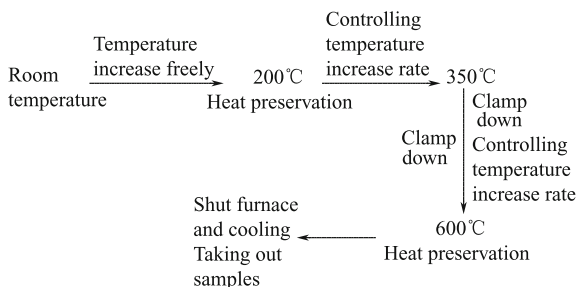 Room
temperature
Temperature
increase freely
200℃
Heat preservation
Controlling
temperature
increase rate
350℃
Clamp
down
Clamp
down
Controlling
temperature
increase rate
600℃
Heat preservation
Shut furnace
and cooling
Taking out
samples